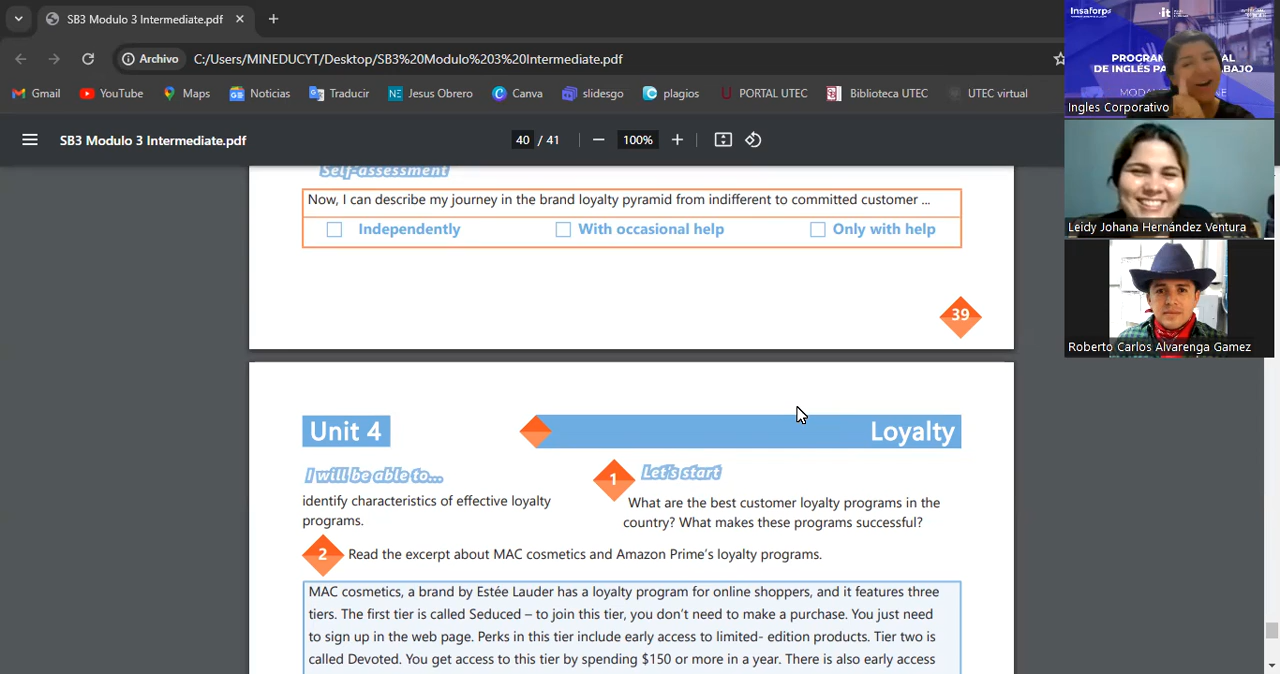 SB3 Modulo 3 Intermediate.pdf
Archivo
C:/Users/MINEDUCYT/Desktop/SB3%20Modulo%203%20Intermediate.pdf
Gmail
YouTube
Maps
Noticias
Traducir
Jesus Obrero
Canva
slidesgo
plagios
PORTAL UTEC
Biblioteca UTEC
UTEC virtual
SB3 Modulo 3 Intermediate.pdf
40 / 41
100%
Self-assessment
Now, I can describe my journey in the brand loyalty pyramid from indifferent to committed customer ...
Independently
With occasional help
Only with help
39
Unit 4
Loyalty
I will be able to...
identify characteristics of effective loyalty
programs.
1
Let's start
What are the best customer loyalty programs in the
country? What makes these programs successful?
2
Read the excerpt about MAC cosmetics and Amazon Prime's loyalty programs.
MAC cosmetics, a brand by Estée Lauder has a loyalty program for online shoppers, and it features three
tiers. The first tier is called Seduced – to join this tier, you don't need to make a purchase. You just need
to sign up in the web page. Perks in this tier include early access to limited- edition products. Tier two is
called Devoted. You get access to this tier by spending $150 or more in a year. There is also early access
Insaforp
it
Ingles Corporativo
Leidy Johana Hernández Ventura
Roberto Carlos Alvarenga Gamez